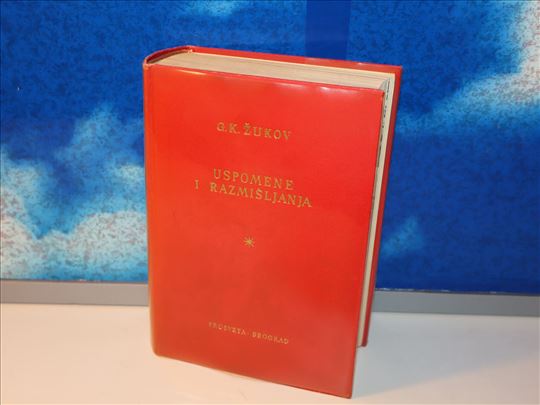 G.K. ŽUKOV
USPOMENE
I RAZMIŠLJANJA
PROSVETA - BEOGRAD